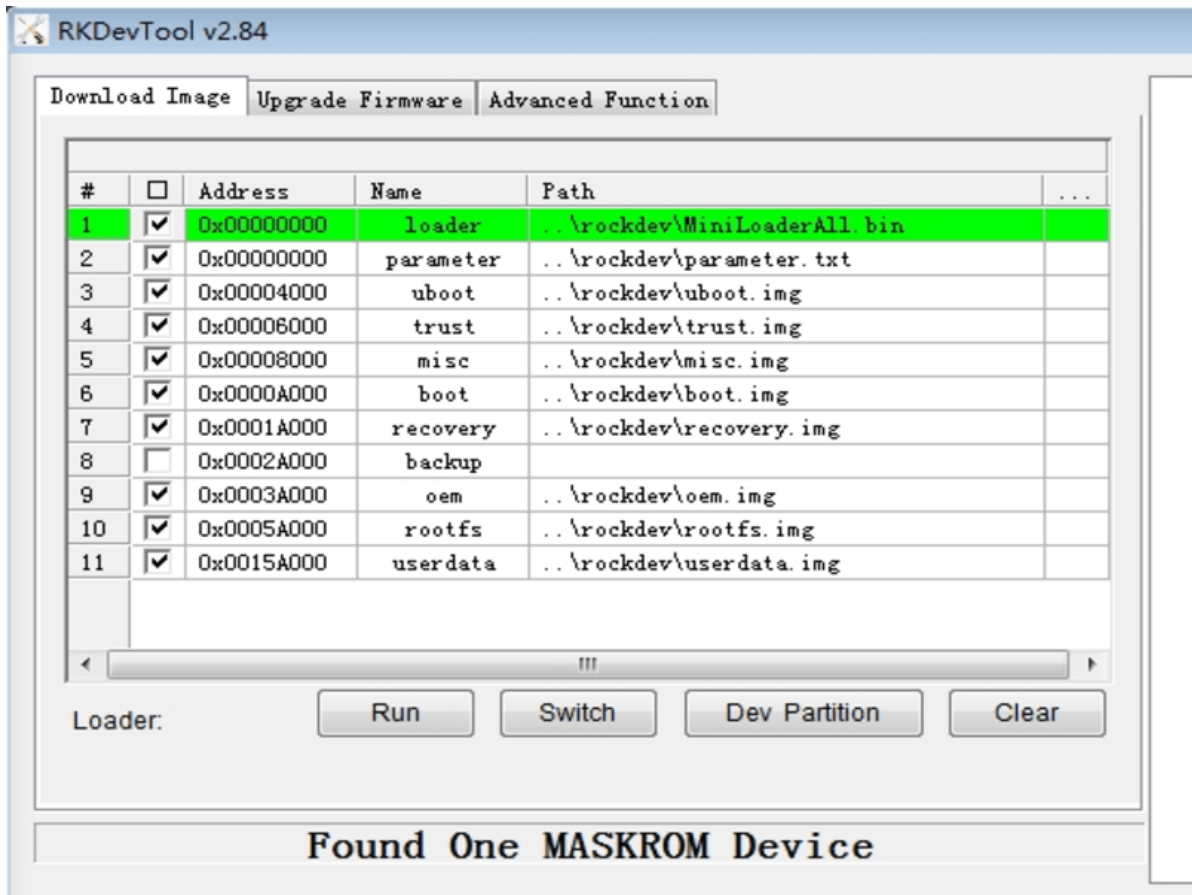 RKDevTool v2.84
Download Image Upgrade Firmware Advanced Function
# Address Name Path ...
1 0x00000000 loader ..\rockdev\MiniLoaderAll.bin
2 0x00000000 parameter ..\rockdev\parameter.txt
3 0x00004000 uboot ..\rockdev\uboot.img
4 0x00006000 trust ..\rockdev\trust.img
5 0x00008000 misc ..\rockdev\misc.img
6 0x0000A000 boot ..\rockdev\boot.img
7 0x0001A000 recovery ..\rockdev\recovery.img
8 0x0002A000 backup
9 0x0003A000 oem ..\rockdev\oem.img
10 0x0005A000 rootfs ..\rockdev\rootfs.img
11 0x0015A000 userdata ..\rockdev\userdata.img
Loader: Run Switch Dev Partition Clear
Found One MASKROM Device